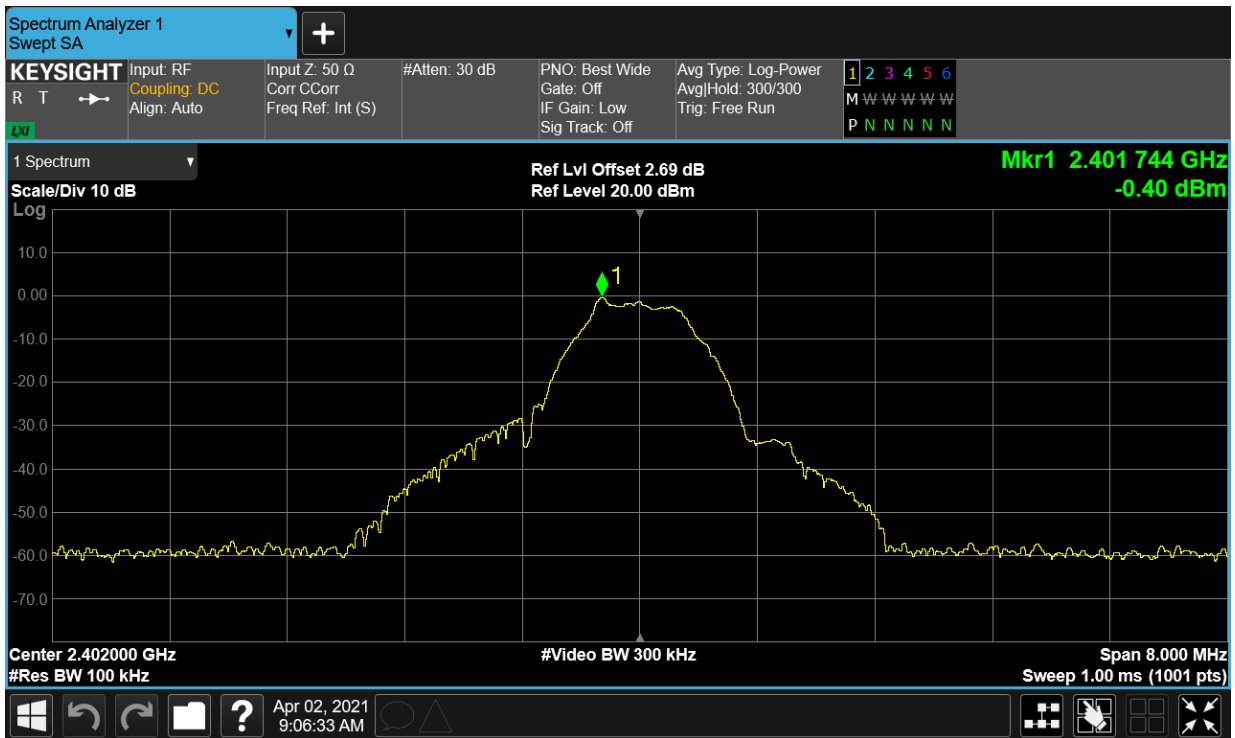 Spectrum Analyzer 1
Swept SA
KEYSIGHT
R T
LXI
Input: RF
Coupling: DC
Align: Auto
Input Z: 50 Ω
Corr CCorr
Freq Ref: Int (S)
#Atten: 30 dB
PNO: Best Wide
Gate: Off
IF Gain: Low
Sig Track: Off
Avg Type: Log-Power
Avg|Hold: 300/300
Trig: Free Run
1 2 3 4 5 6
M W W W W W
P N N N N N
1 Spectrum
Scale/Div 10 dB
Log
Ref Lvl Offset 2.69 dB
Ref Level 20.00 dBm
Mkr1 2.401 744 GHz
-0.40 dBm
10.0
0.00
-10.0
-20.0
-30.0
-40.0
-50.0
-60.0
-70.0
1
Center 2.402000 GHz
#Res BW 100 kHz
#Video BW 300 kHz
Span 8.000 MHz
Sweep 1.00 ms (1001 pts)
?
Apr 02, 2021
9:06:33 AM